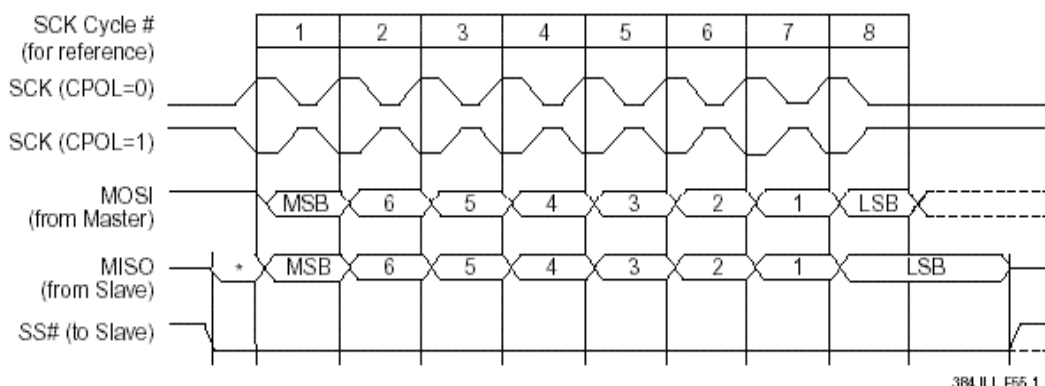 SCK Cycle #
(for reference)
1 2 3 4 5 6 7 8
SCK (CPOL=0)
SCK (CPOL=1)
MOSI
(from Master)
MSB 6 5 4 3 2 1 LSB
MISO
(from Slave)
* MSB 6 5 4 3 2 1 LSB
SS# (to Slave)
384 ILL F55.1